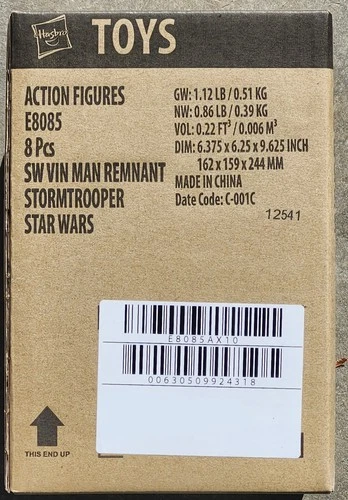 Hasbro
TOYS
ACTION FIGURES
E8085
8 Pcs
SW VIN MAN REMNANT
STORMTROOPER
STAR WARS
GW: 1.12 LB / 0.51 KG
NW: 0.86 LB / 0.39 KG
VOL: 0.22 FT³ / 0.006 M³
DIM: 6.375 x 6.25 x 9.625 INCH
162 x 159 x 244 MM
MADE IN CHINA
Date Code: C-001C
12541
E8085AX10
00630509924318
THIS END UP